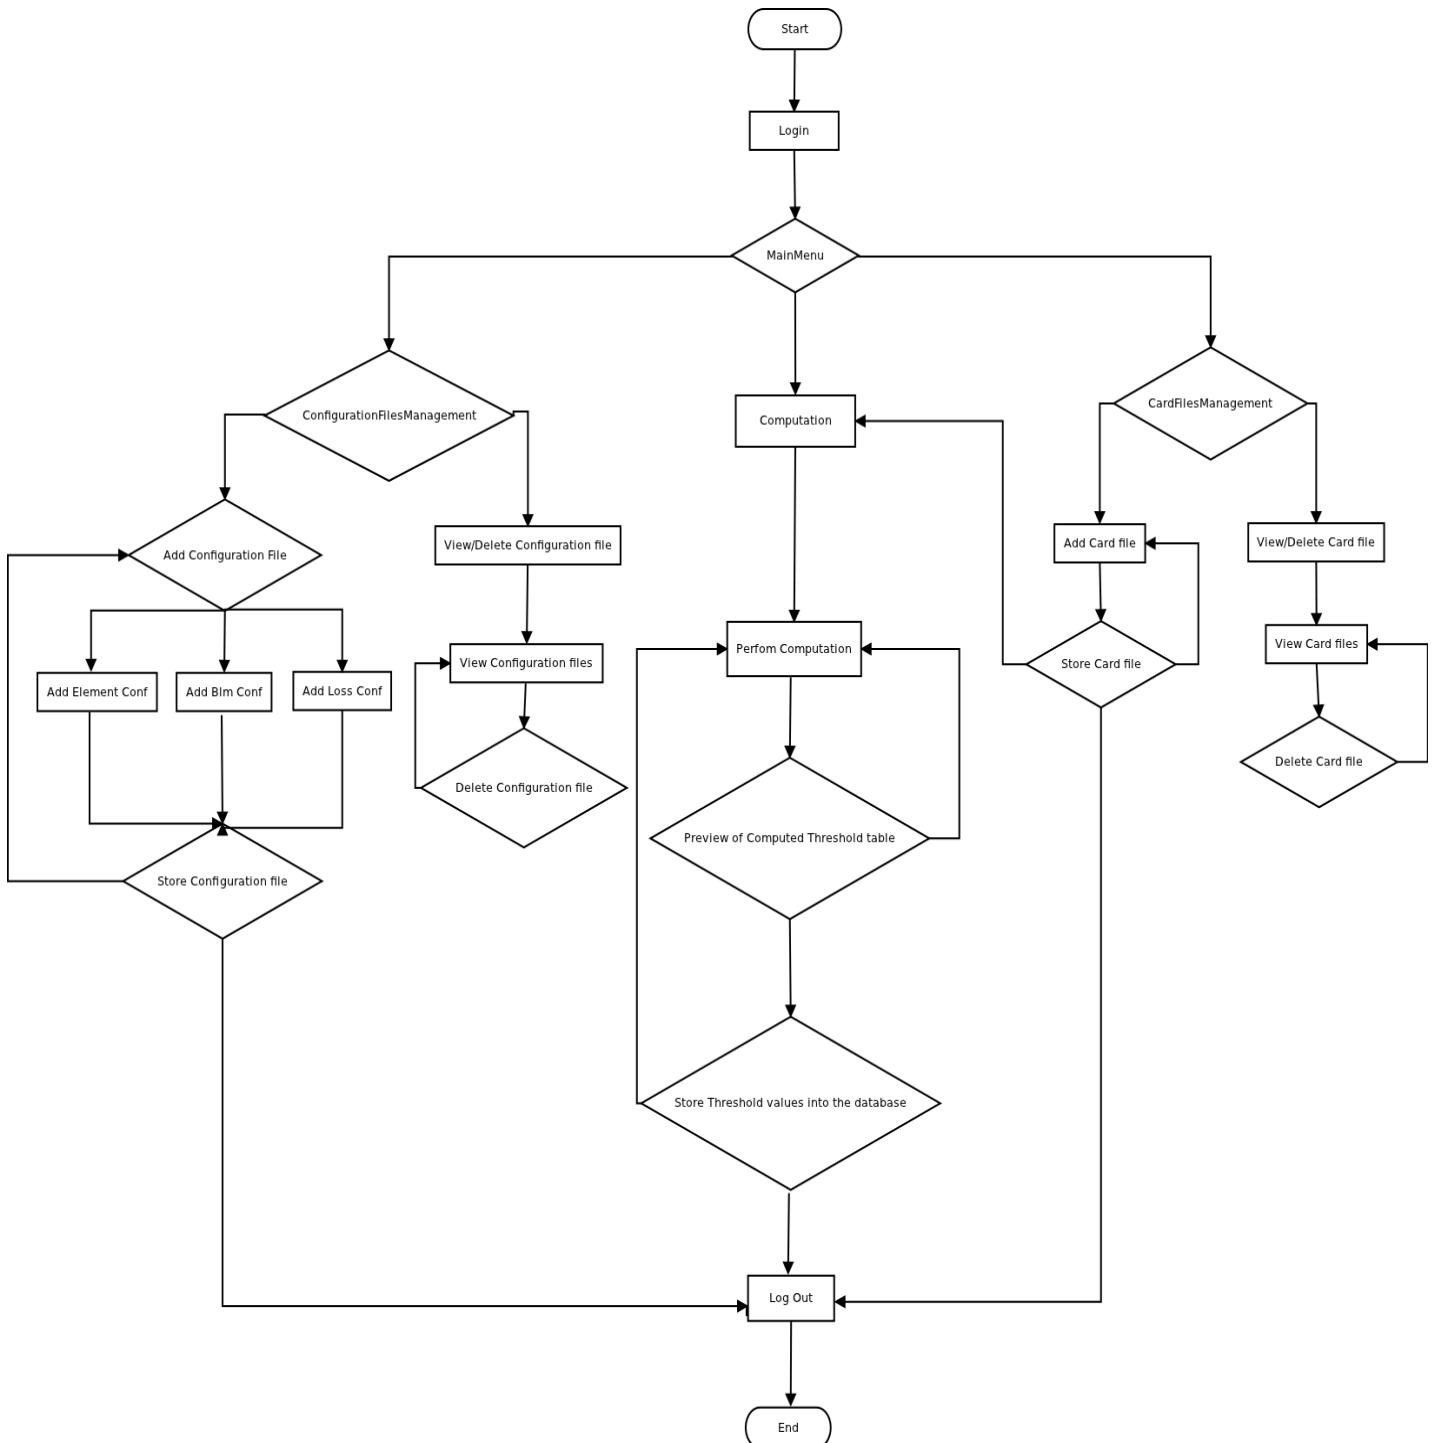 Start
Login
MainMenu
ConfigurationFilesManagement
Computation
CardFilesManagement
Add Configuration File
View/Delete Configuration file
Add Card file
View/Delete Card file
Add Element Conf
Add Blm Conf
Add Loss Conf
View Configuration files
Perfom Computation
Store Card file
View Card files
Delete Configuration file
Preview of Computed Threshold table
Delete Card file
Store Configuration file
Store Threshold values into the database
Log Out
End